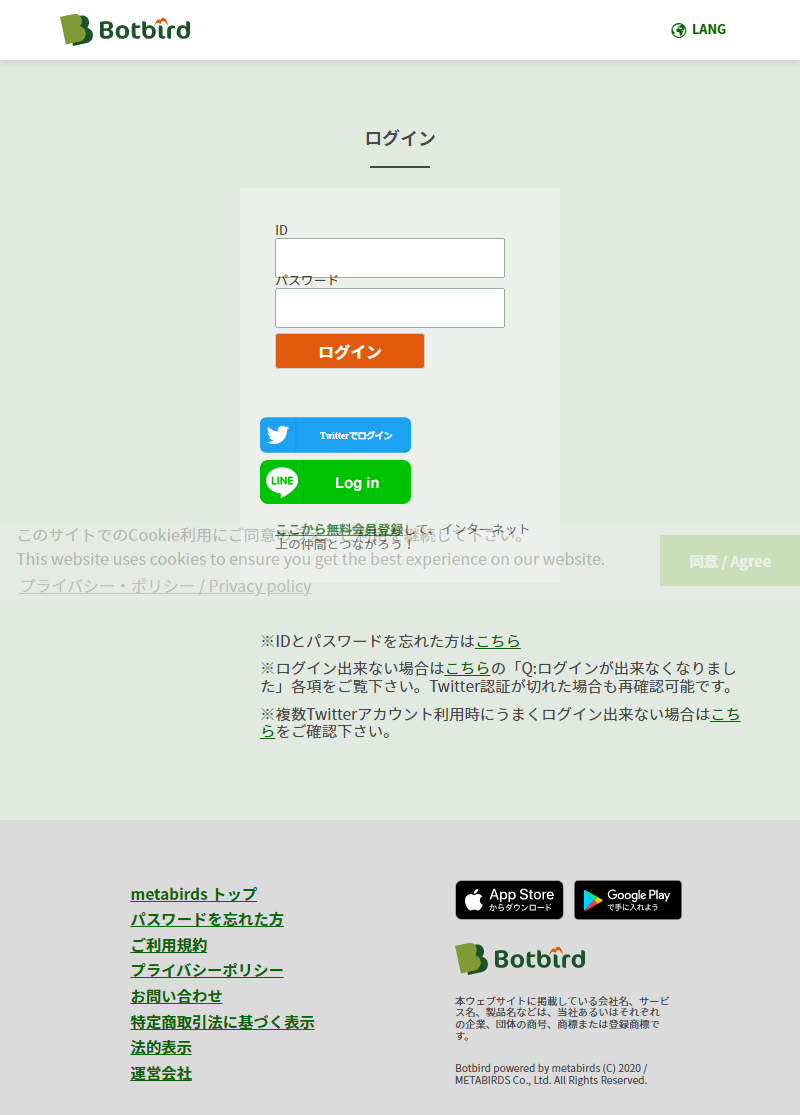 Botbird
LANG
ログイン
ID
パスワード
ログイン
Twitterでログイン
LINE
Log in
ここから無料会員登録して、インターネット
上の仲間とつながろう！
このサイトでのCookie利用にご同意
を継続して下さい。
This website uses cookies to ensure you get the best experience on our website.
プライバシー・ポリシー / Privacy policy
同意 / Agree
※IDとパスワードを忘れた方はこちら
※ログイン出来ない場合はこちらの「Q:ログインが出来なくなりまし
た」各項をご覧下さい。Twitter認証が切れた場合も再確認可能です。
※複数Twitterアカウント利用時にうまくログイン出来ない場合はこち
らをご確認下さい。
metabirds トップ
パスワードを忘れた方
ご利用規約
プライバシーポリシー
お問い合わせ
特定商取引法に基づく表示
法的表示
運営会社
App Store
からダウンロード
Google Play
で手に入れよう
Botbird
本ウェブサイトに掲載している会社名、サービ
ス名、製品名などは、当社あるいはそれぞれ
の企業、団体の商号、商標または登録商標で
す。
Botbird powered by metabirds (C) 2020 /
METABIRDS Co., Ltd. All Rights Reserved.